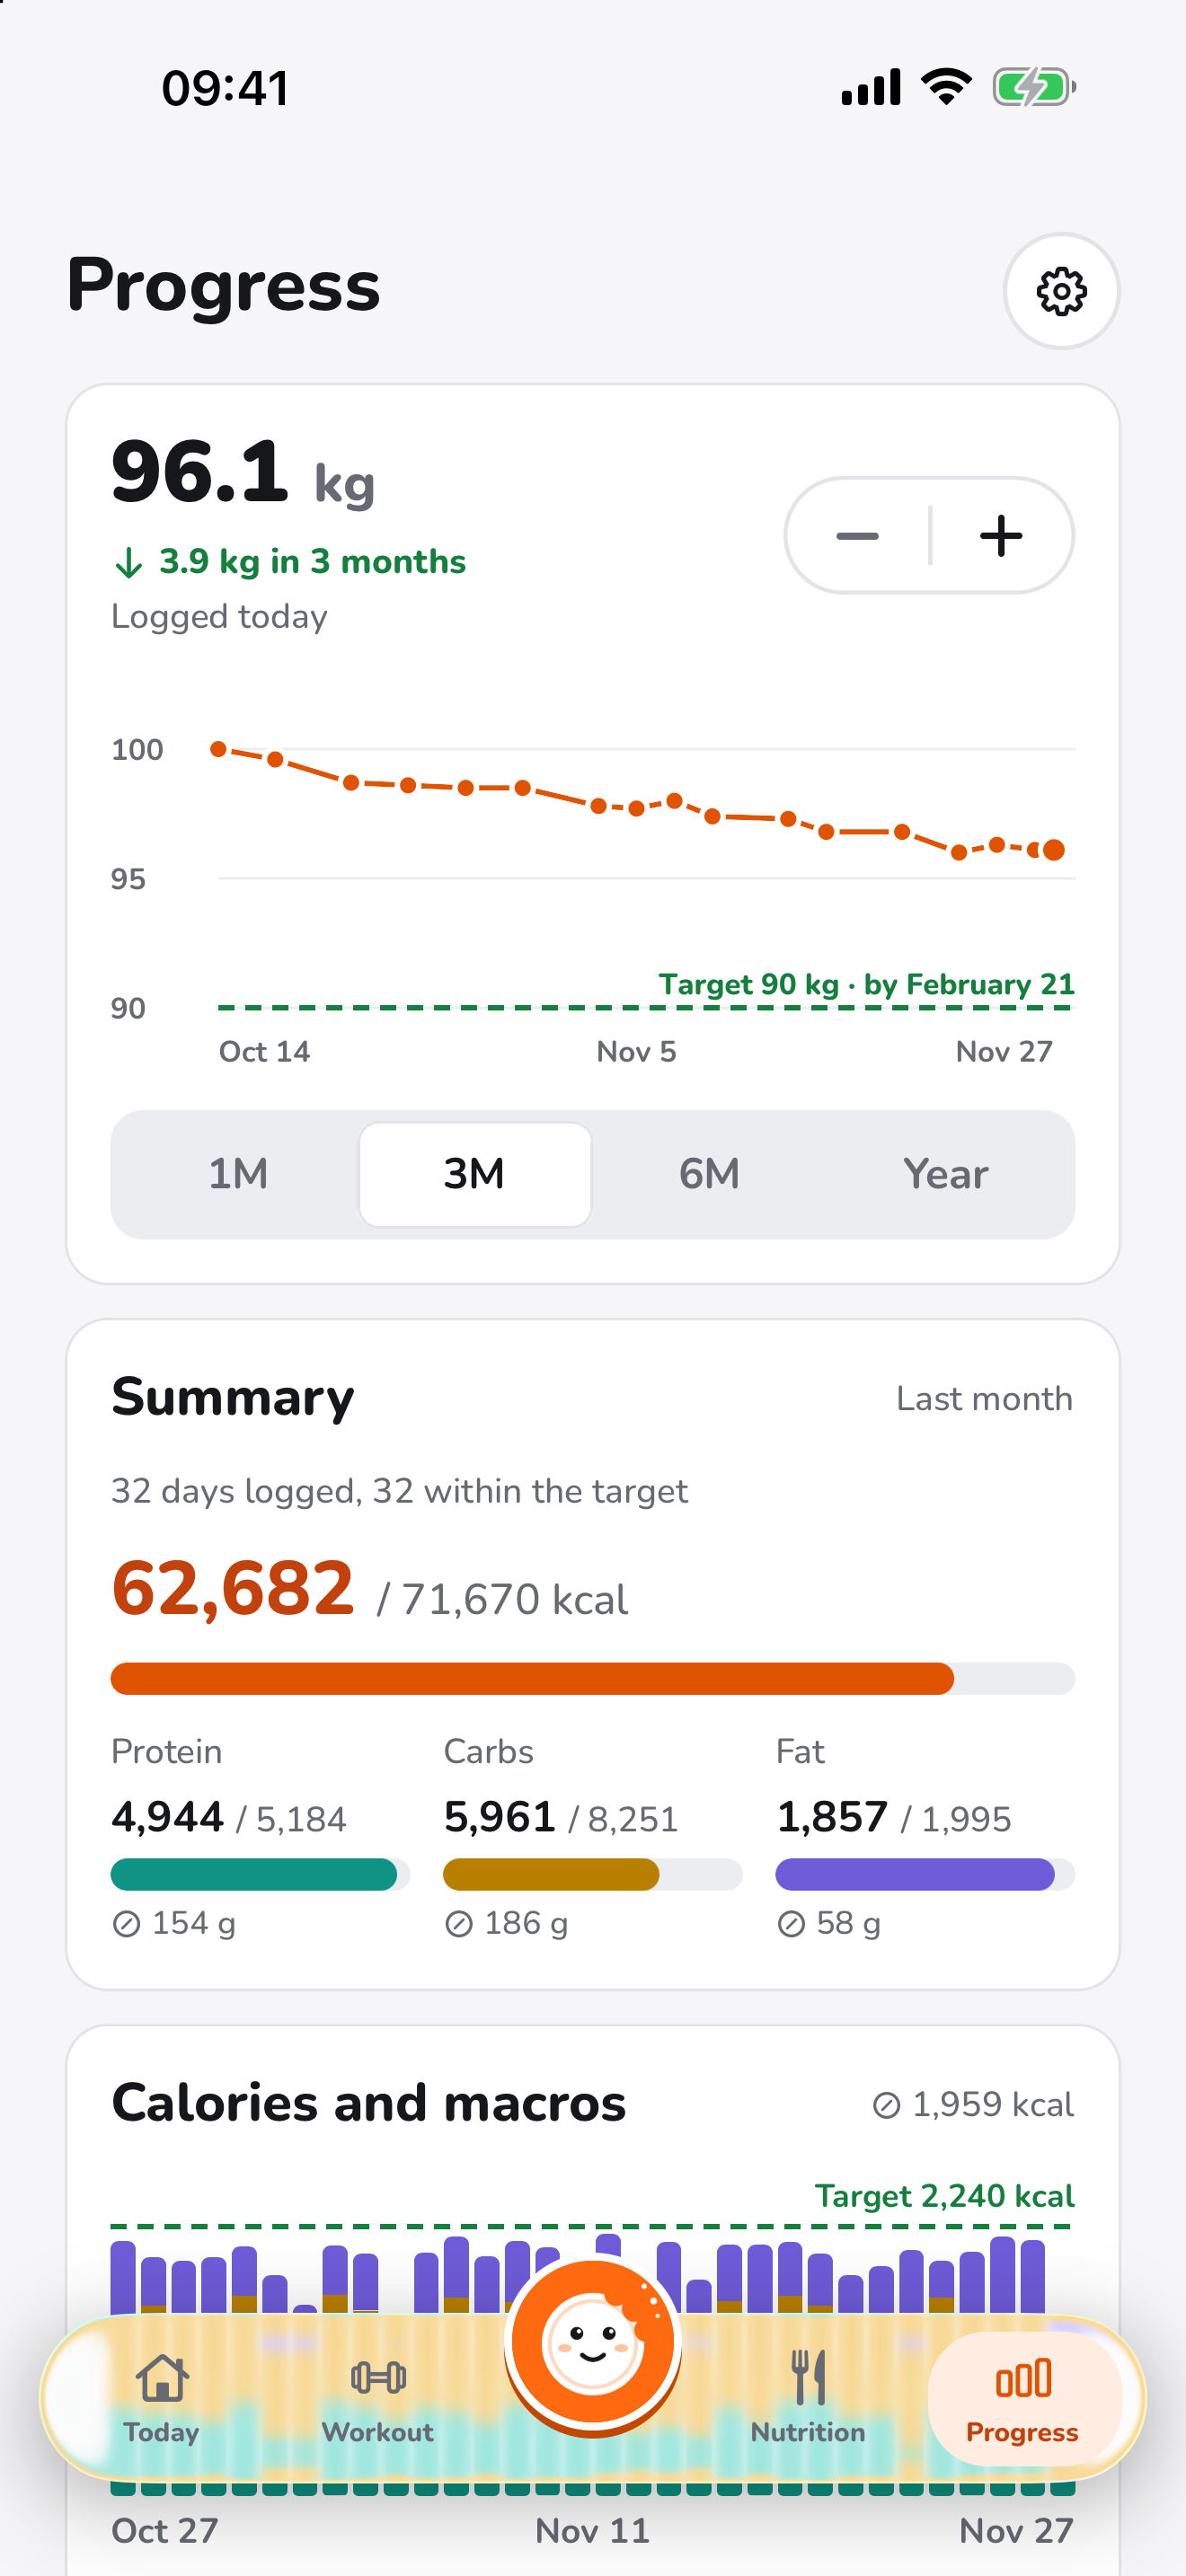 09:41
Progress
96.1 kg
↓ 3.9 kg in 3 months
Logged today
100
95
Target 90 kg · by February 21
90
Oct 14 Nov 5 Nov 27
1M 3M 6M Year
Summary Last month
32 days logged, 32 within the target
62,682 / 71,670 kcal
Protein Carbs Fat
4,944 / 5,184 5,961 / 8,251 1,857 / 1,995
∅ 154 g ∅ 186 g ∅ 58 g
Calories and macros ∅ 1,959 kcal
Target 2,240 kcal
Today Workout Nutrition Progress
Oct 27 Nov 11 Nov 27